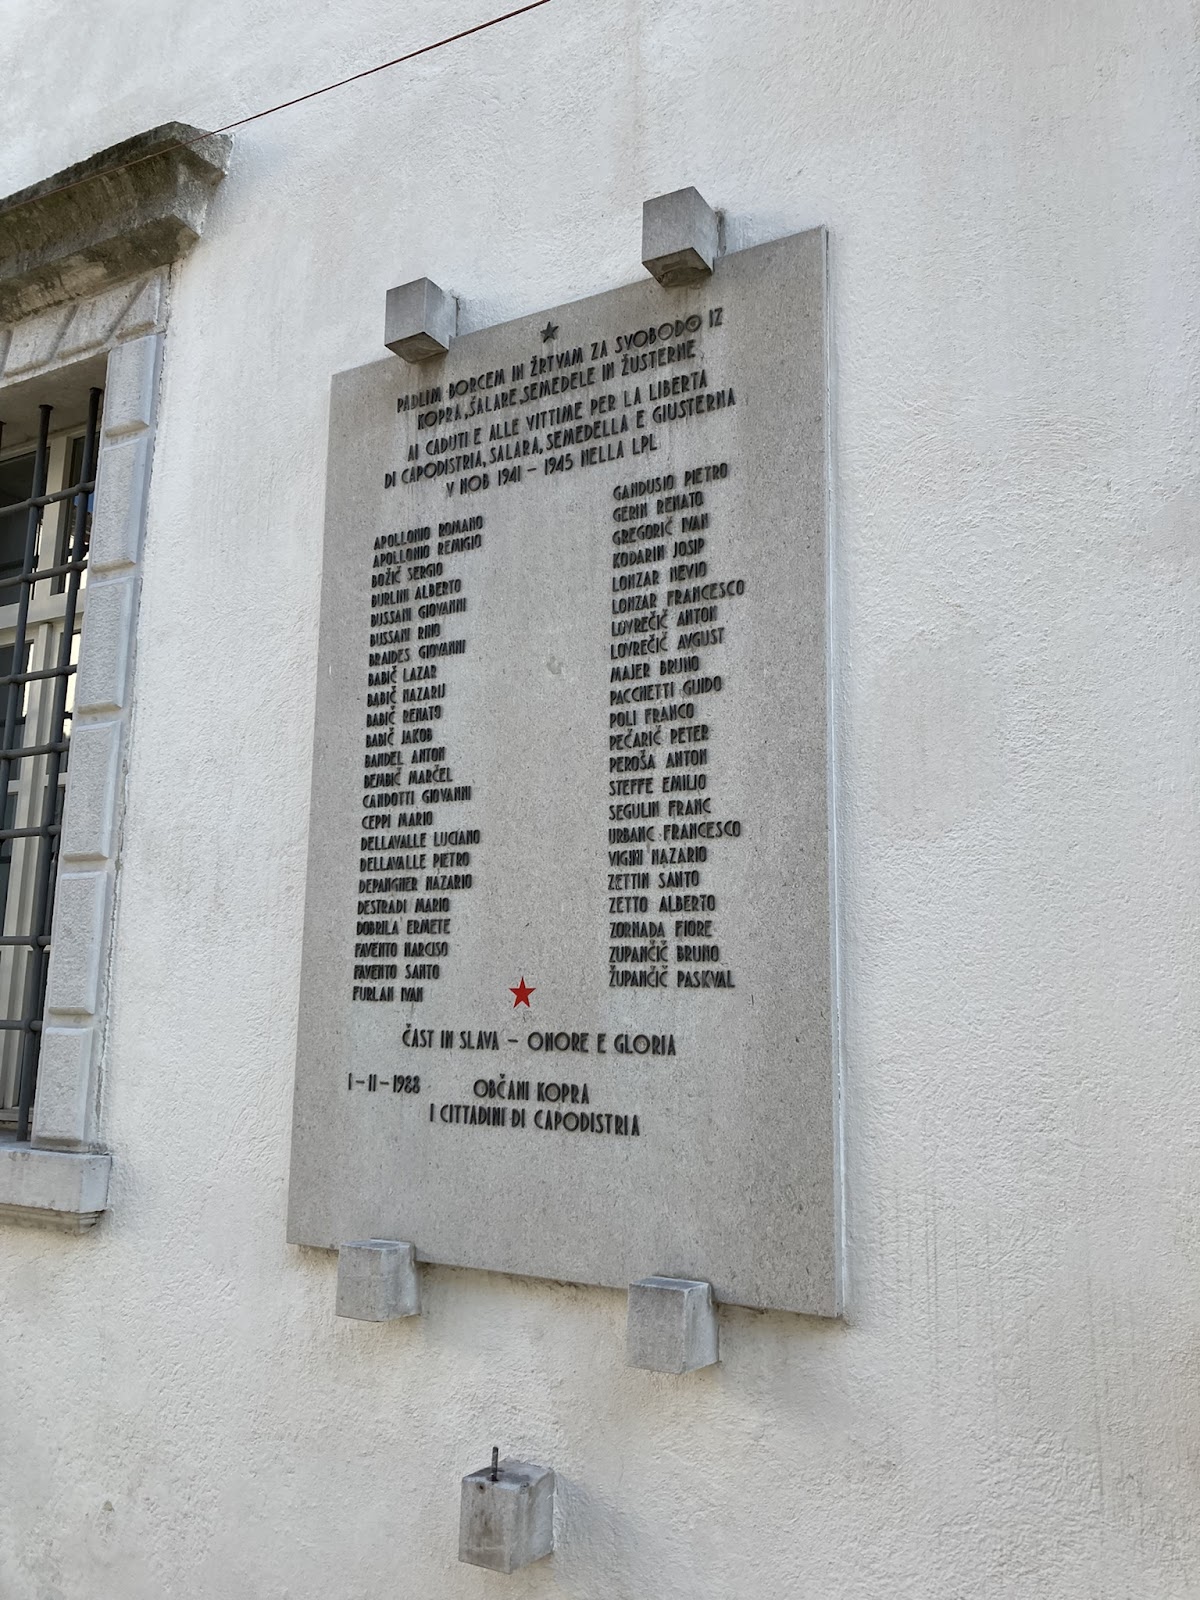 PADLIM BORCEM IN ŽRTVAM ZA SVOBODO IZ
KOPRA, ŠALARE, SEMEDELE IN ŽUSTERNE
AI CADUTI E ALLE VITTIME PER LA LIBERTA
DI CAPODISTRIA, SALARA, SEMEDELLA E GIUSTERNA
V NOB 1941 - 1945 NELLA LPL
APOLLONIO ROMANO
APOLLONIO REMIGIO
BOŽIČ SERGIO
BURLINI ALBERTO
BUSSANI GIOVANNI
BUSSANI RINO
BRAIDES GIOVANNI
BABIČ LAZAR
BABIČ NAZARIJ
BABIČ RENATO
BABIČ JAKOB
BANDEL ANTON
BEMBIČ MARČEL
CANDOTTI GIOVANNI
CEPPI MARIO
DELLAVALLE LUCIANO
DELLAVALLE PIETRO
DEPANGHER NAZARIO
DESTRADI MARIO
DOBRILA ERMETE
FAVENTO NARCISO
FAVENTO SANTO
FURLAN IVAN
GANDUSIO PIETRO
GERIN RENATO
GREGORIČ IVAN
KODARIN JOSIP
LONZAR NEVIO
LONZAR FRANCESCO
LOVREČIČ ANTON
LOVREČIČ AVGUST
MAJER BRUNO
PACCHETTI GUIDO
POLI FRANCO
PEČARIČ PETER
PEROŠA ANTON
STEFFE EMILIO
SEGULIN FRANC
URBANC FRANCESCO
VIGINI NAZARIO
ZETTIN SANTO
ZETTO ALBERTO
ZORNADA FIORE
ZUPANČIČ BRUNO
ŽUPANČIČ PASKVAL
ČAST IN SLAVA - ONORE E GLORIA
1-11-1988 OBČANI KOPRA
I CITTADINI DI CAPODISTRIA